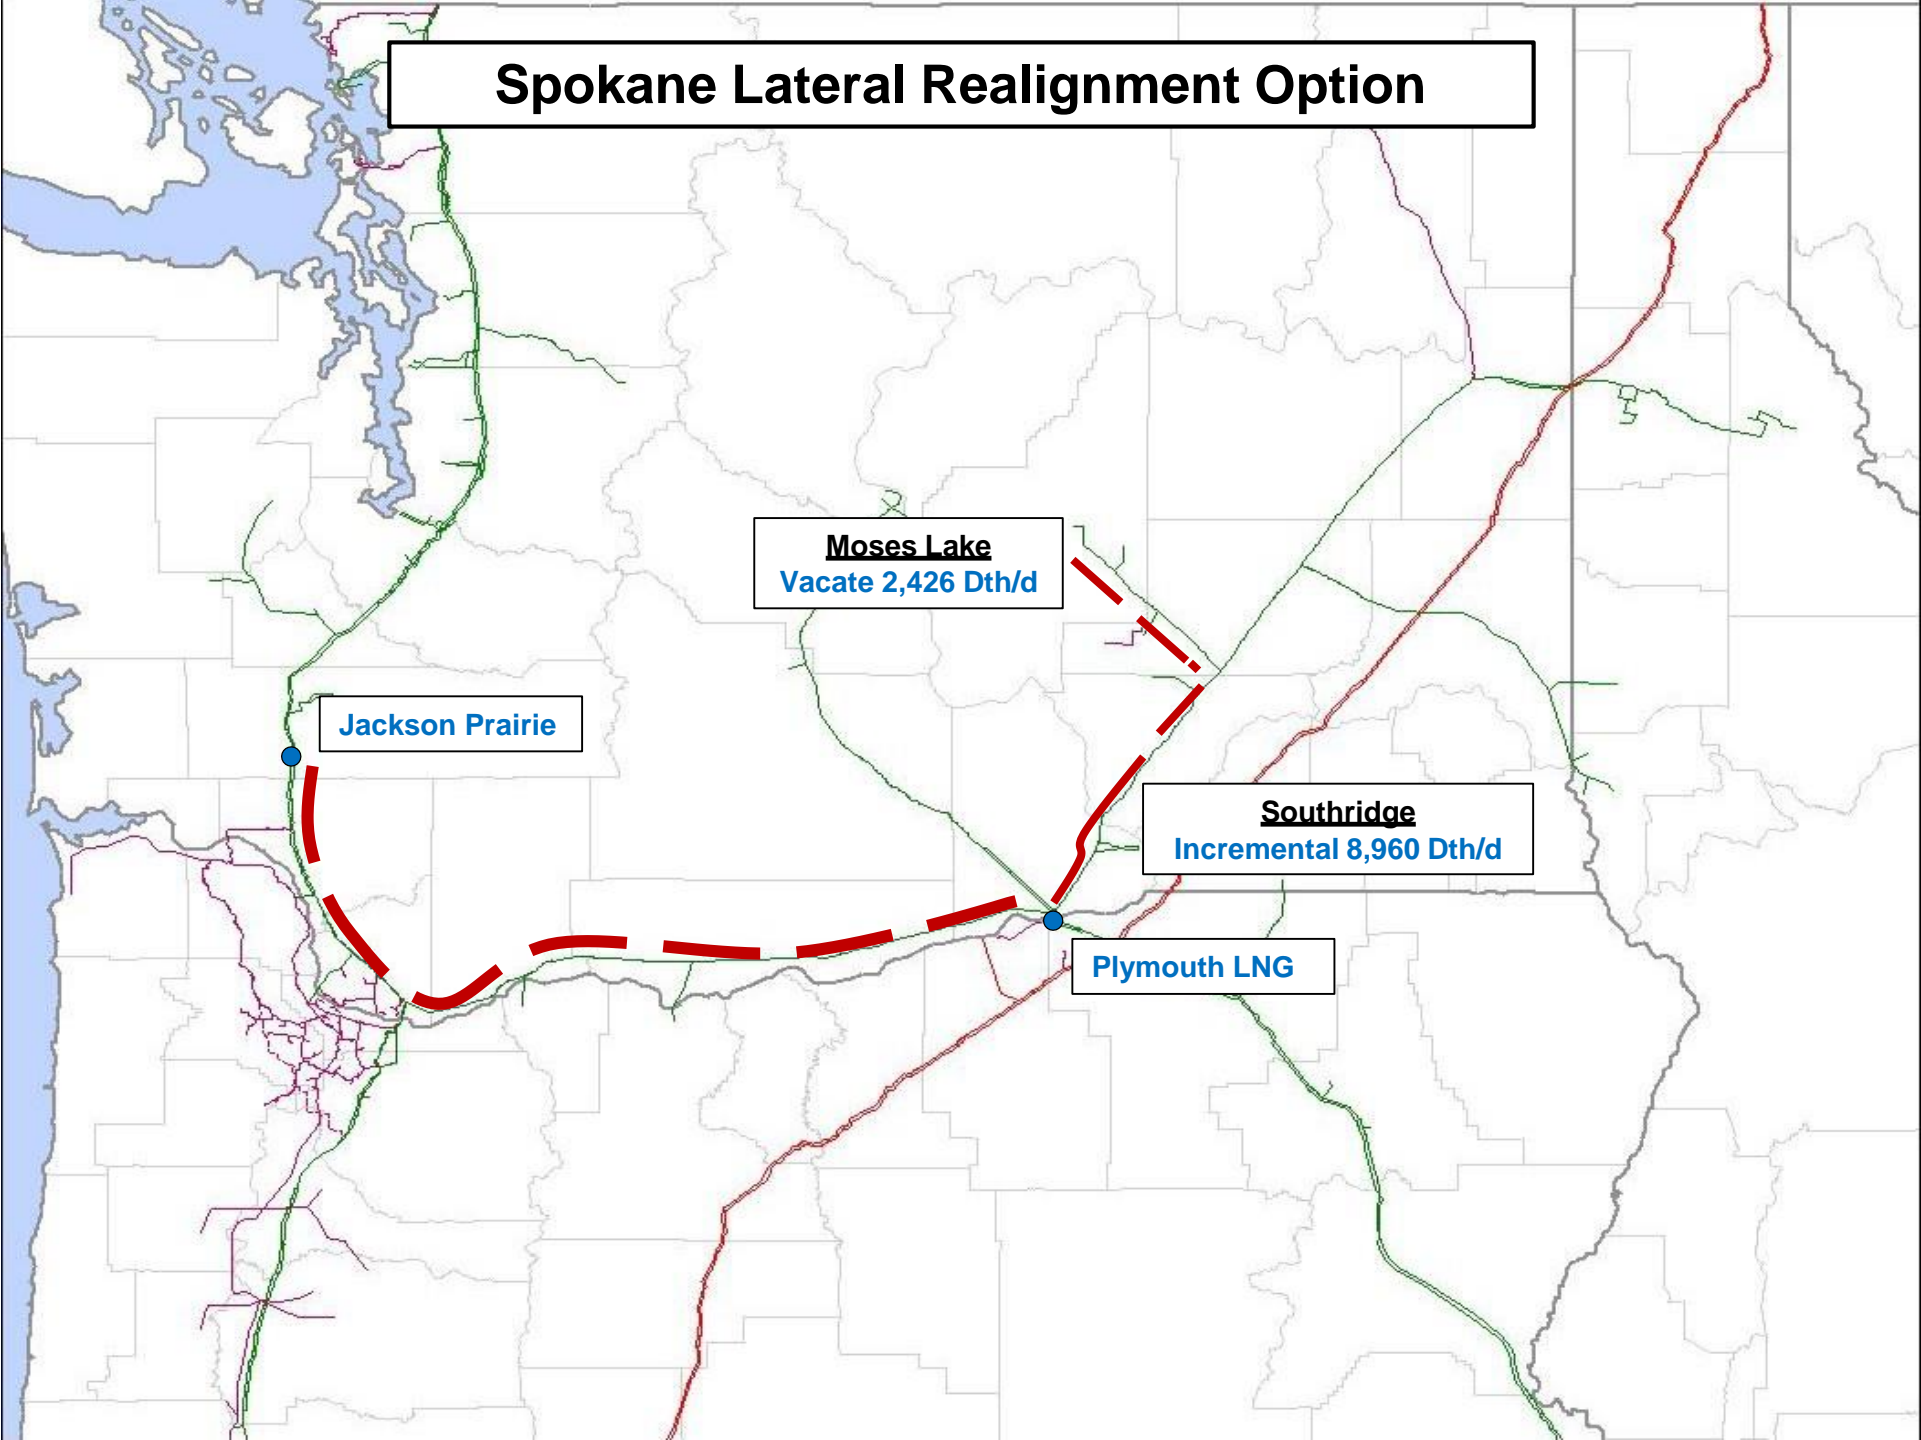 Spokane Lateral Realignment Option
Moses Lake
Vacate 2,426 Dth/d
Jackson Prairie
Southridge
Incremental 8,960 Dth/d
Plymouth LNG